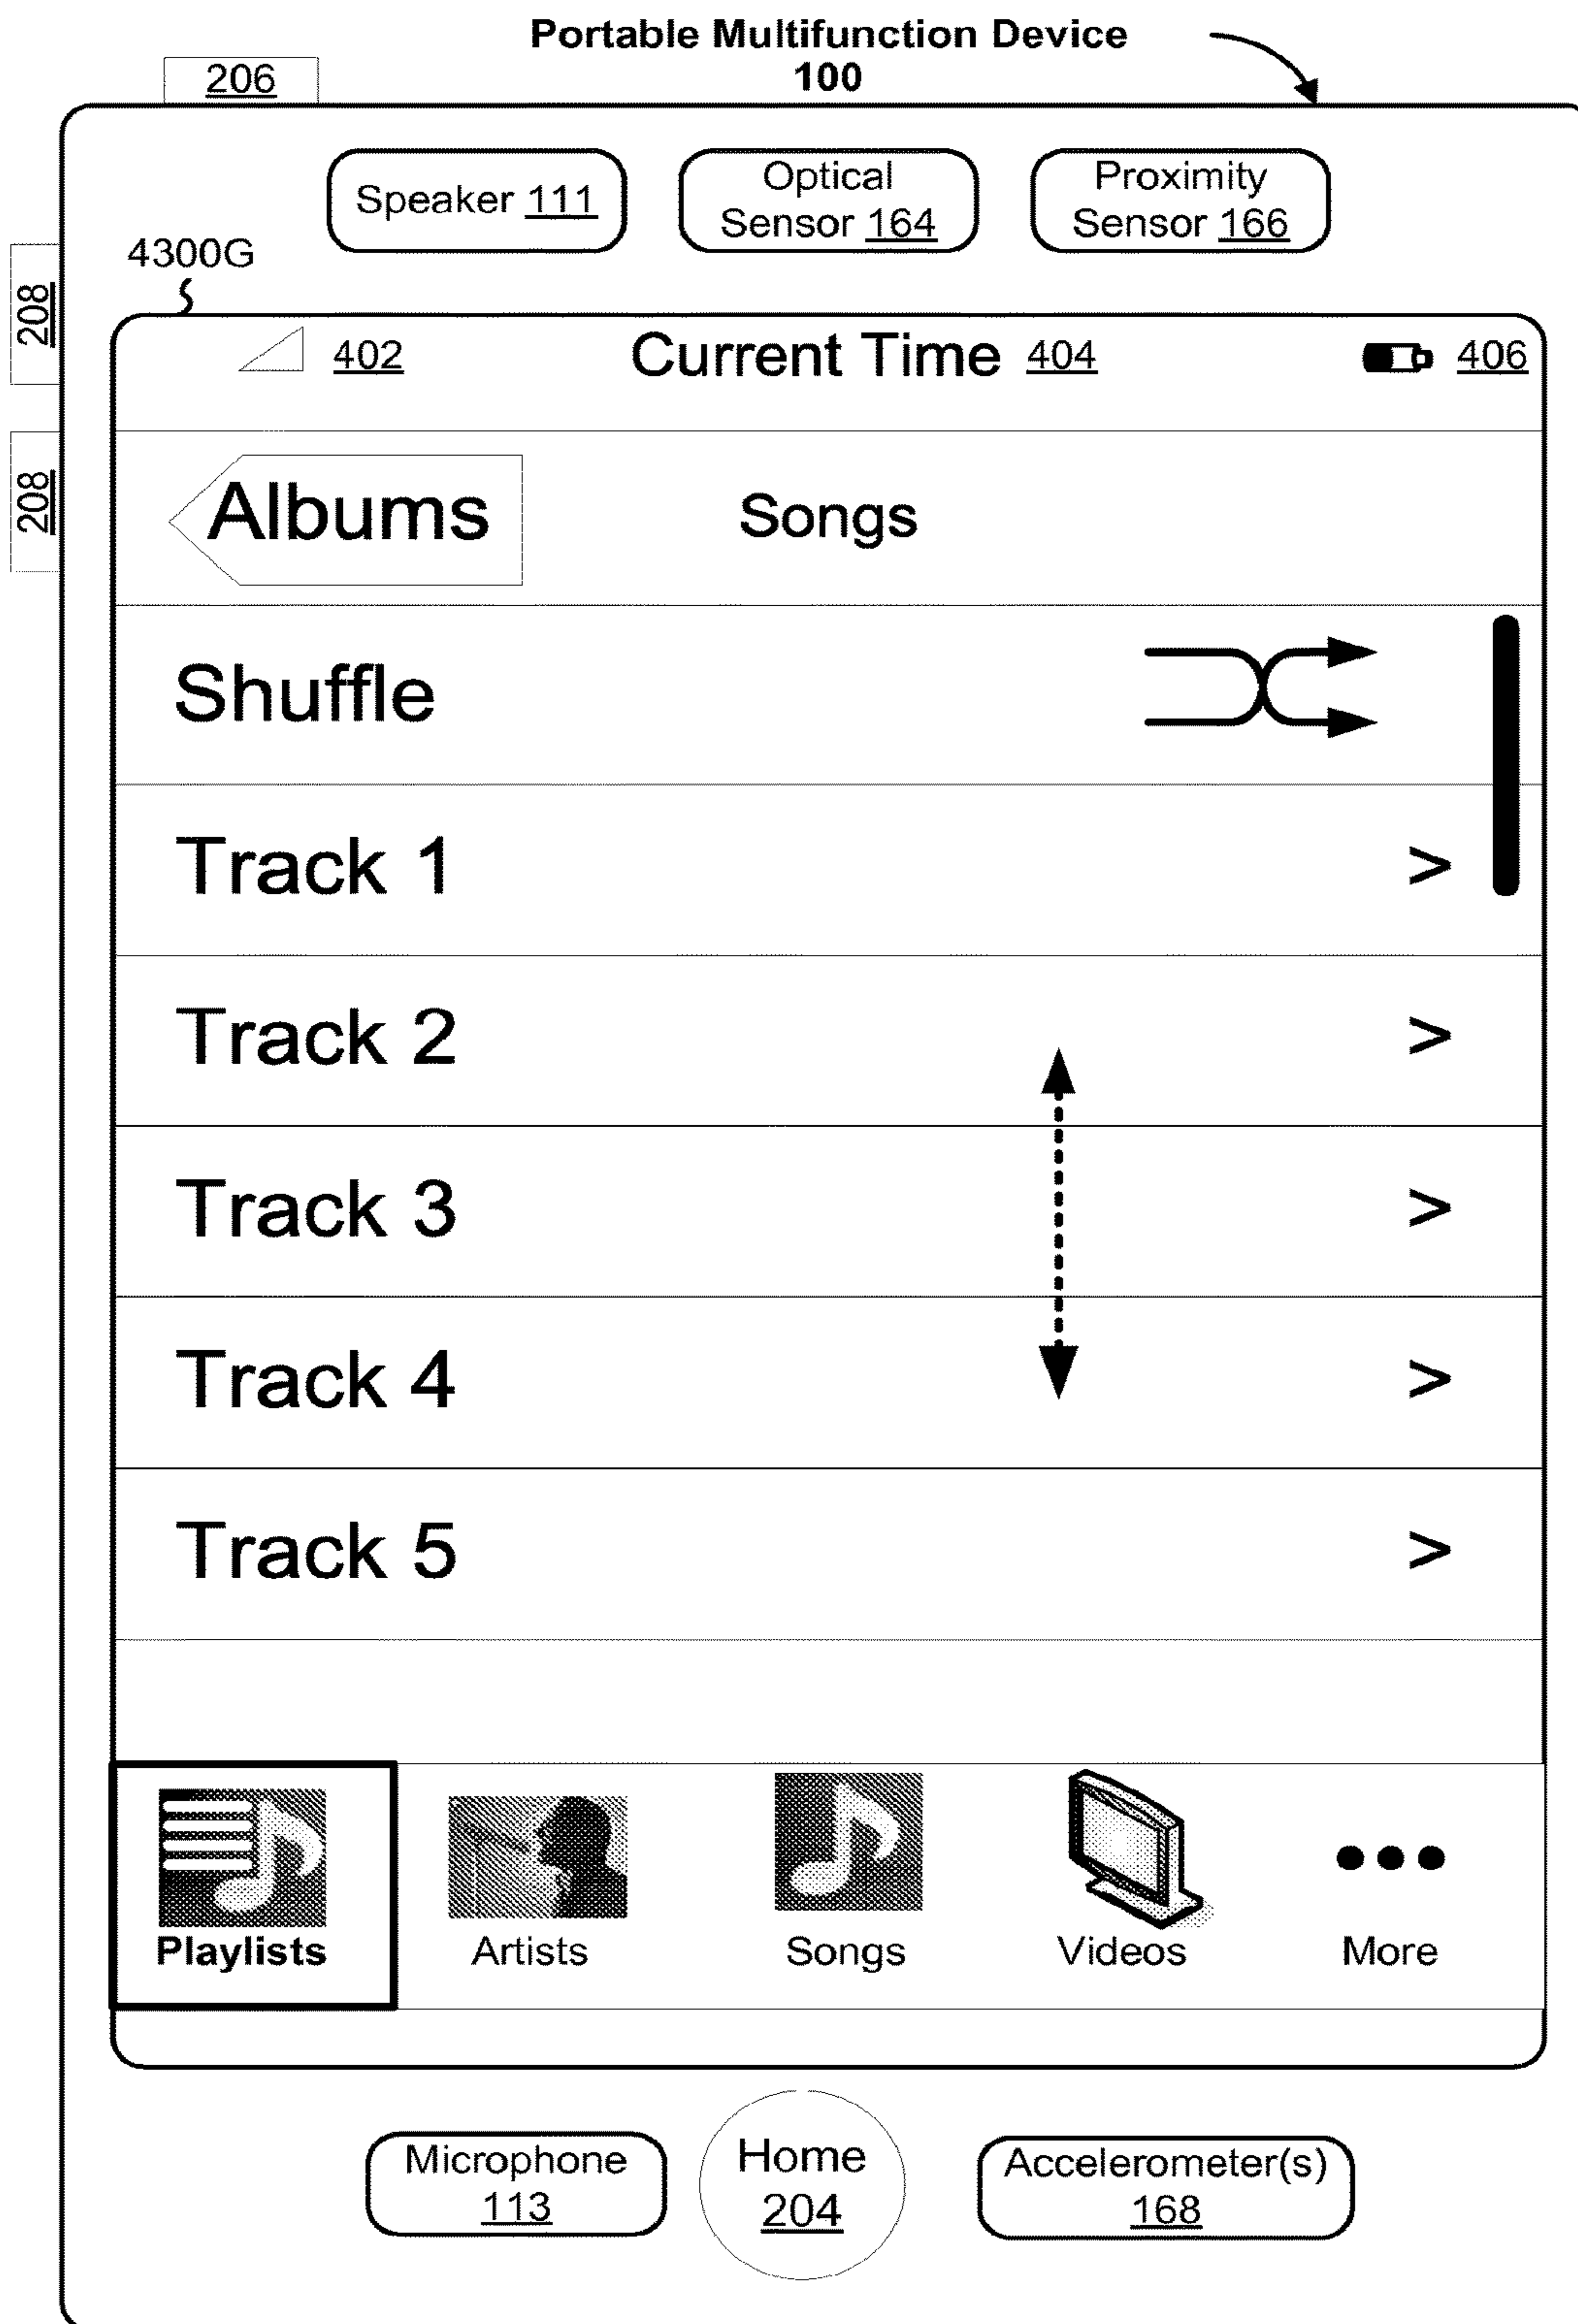 Portable Multifunction Device
100
206
Speaker 111
Optical
Sensor 164
Proximity
Sensor 166
4300G
208
208
402
Current Time 404
406
Albums
Songs
Shuffle
Track 1 >
Track 2 >
Track 3 >
Track 4 >
Track 5 >
Playlists
Artists
Songs
Videos
More
Microphone
113
Home
204
Accelerometer(s)
168